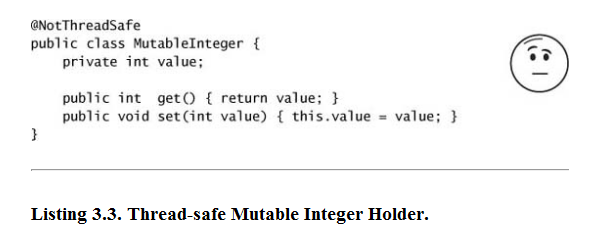 @NotThreadSafe
public class MutableInteger {
    private int value;
    public int  get() { return value; }
    public void set(int value) { this.value = value; }
}
Listing 3.3. Thread-safe Mutable Integer Holder.